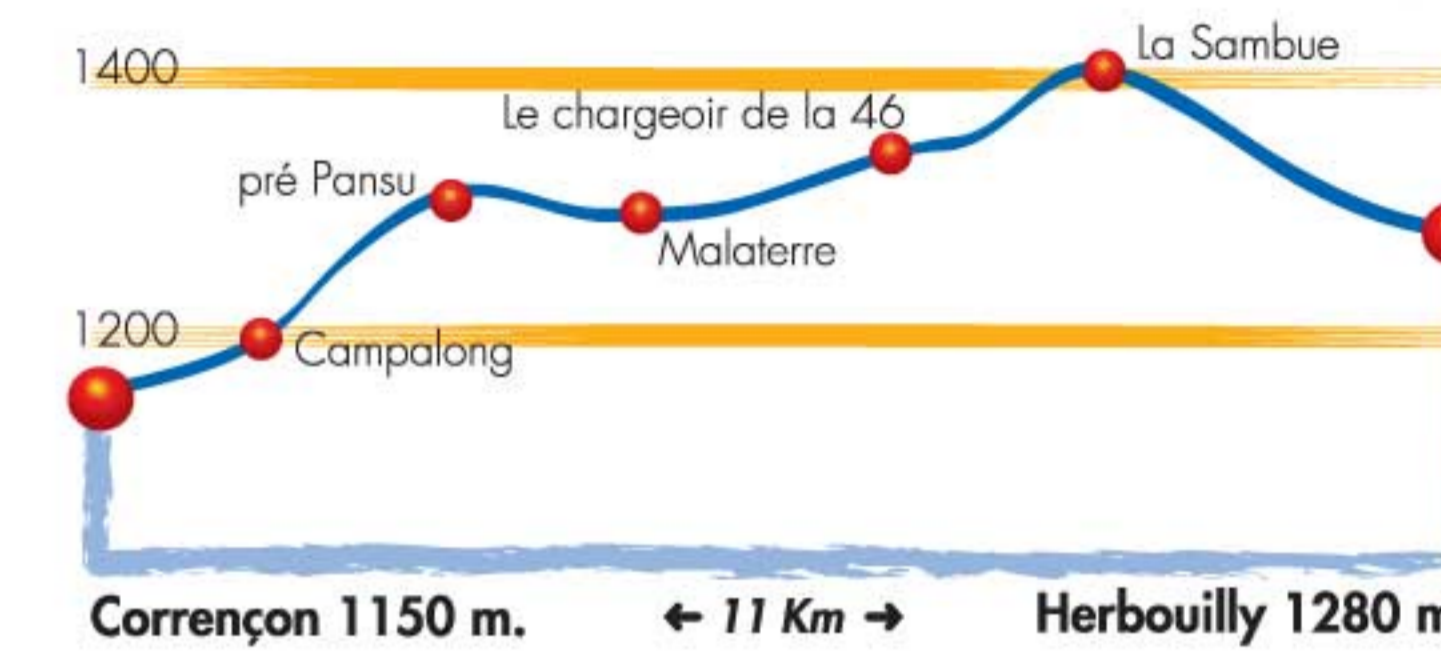 La Sambue
1400
Le chargeoir de la 46
pré Pansu
Malaterre
1200
Campalong
Corrençon 1150 m.
← 11 Km →
Herbouilly 1280 m